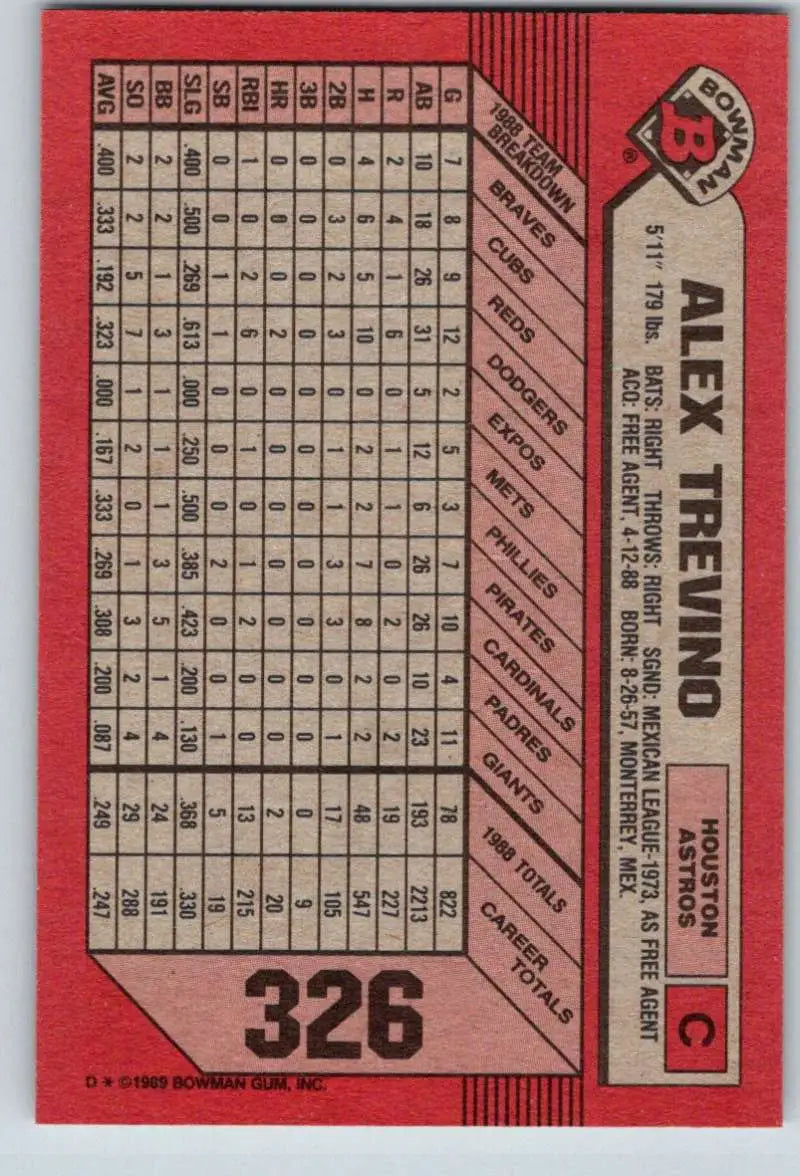 BOWMAN
B
®
ALEX TREVINO
HOUSTON
ASTROS
C
5'11" 179 lbs. BATS: RIGHT THROWS: RIGHT SGND: MEXICAN LEAGUE-1973, AS FREE AGENT
ACQ: FREE AGENT, 4-12-88 BORN: 8-26-57, MONTERREY, MEX.
1988 TEAM
BREAKDOWN
BRAVES
CUBS
REDS
DODGERS
EXPOS
METS
PHILLIES
PIRATES
CARDINALS
PADRES
GIANTS
1988 TOTALS
CAREER
TOTALS
G 7 8 9 12 2 5 3 7 10 4 11 78 822
AB 10 18 26 31 5 12 6 26 26 10 23 193 2213
R 2 4 1 6 0 1 1 0 2 0 2 19 227
H 4 6 5 10 0 2 2 7 8 2 2 48 547
2B 0 3 2 3 0 1 1 3 3 0 1 17 105
3B 0 0 0 0 0 0 0 0 0 0 0 0 9
HR 0 0 0 2 0 0 0 0 0 0 0 2 20
RBI 1 0 2 6 0 1 0 1 2 0 0 13 215
SB 0 0 1 1 0 0 0 2 0 0 1 5 19
SLG .400 .500 .269 .613 .000 .250 .500 .385 .423 .200 .130 .368 .330
BB 2 2 1 3 1 1 1 3 5 1 4 24 191
SO 2 2 5 7 1 2 0 1 3 2 4 29 288
AVG .400 .333 .192 .323 .000 .167 .333 .269 .308 .200 .087 .249 .247
326
D * ©1989 BOWMAN GUM, INC.